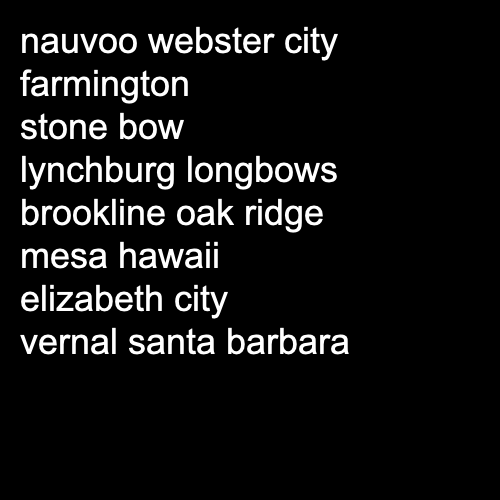 nauvoo webster city
farmington
stone bow
lynchburg longbows
brookline oak ridge
mesa hawaii
elizabeth city
vernal santa barbara